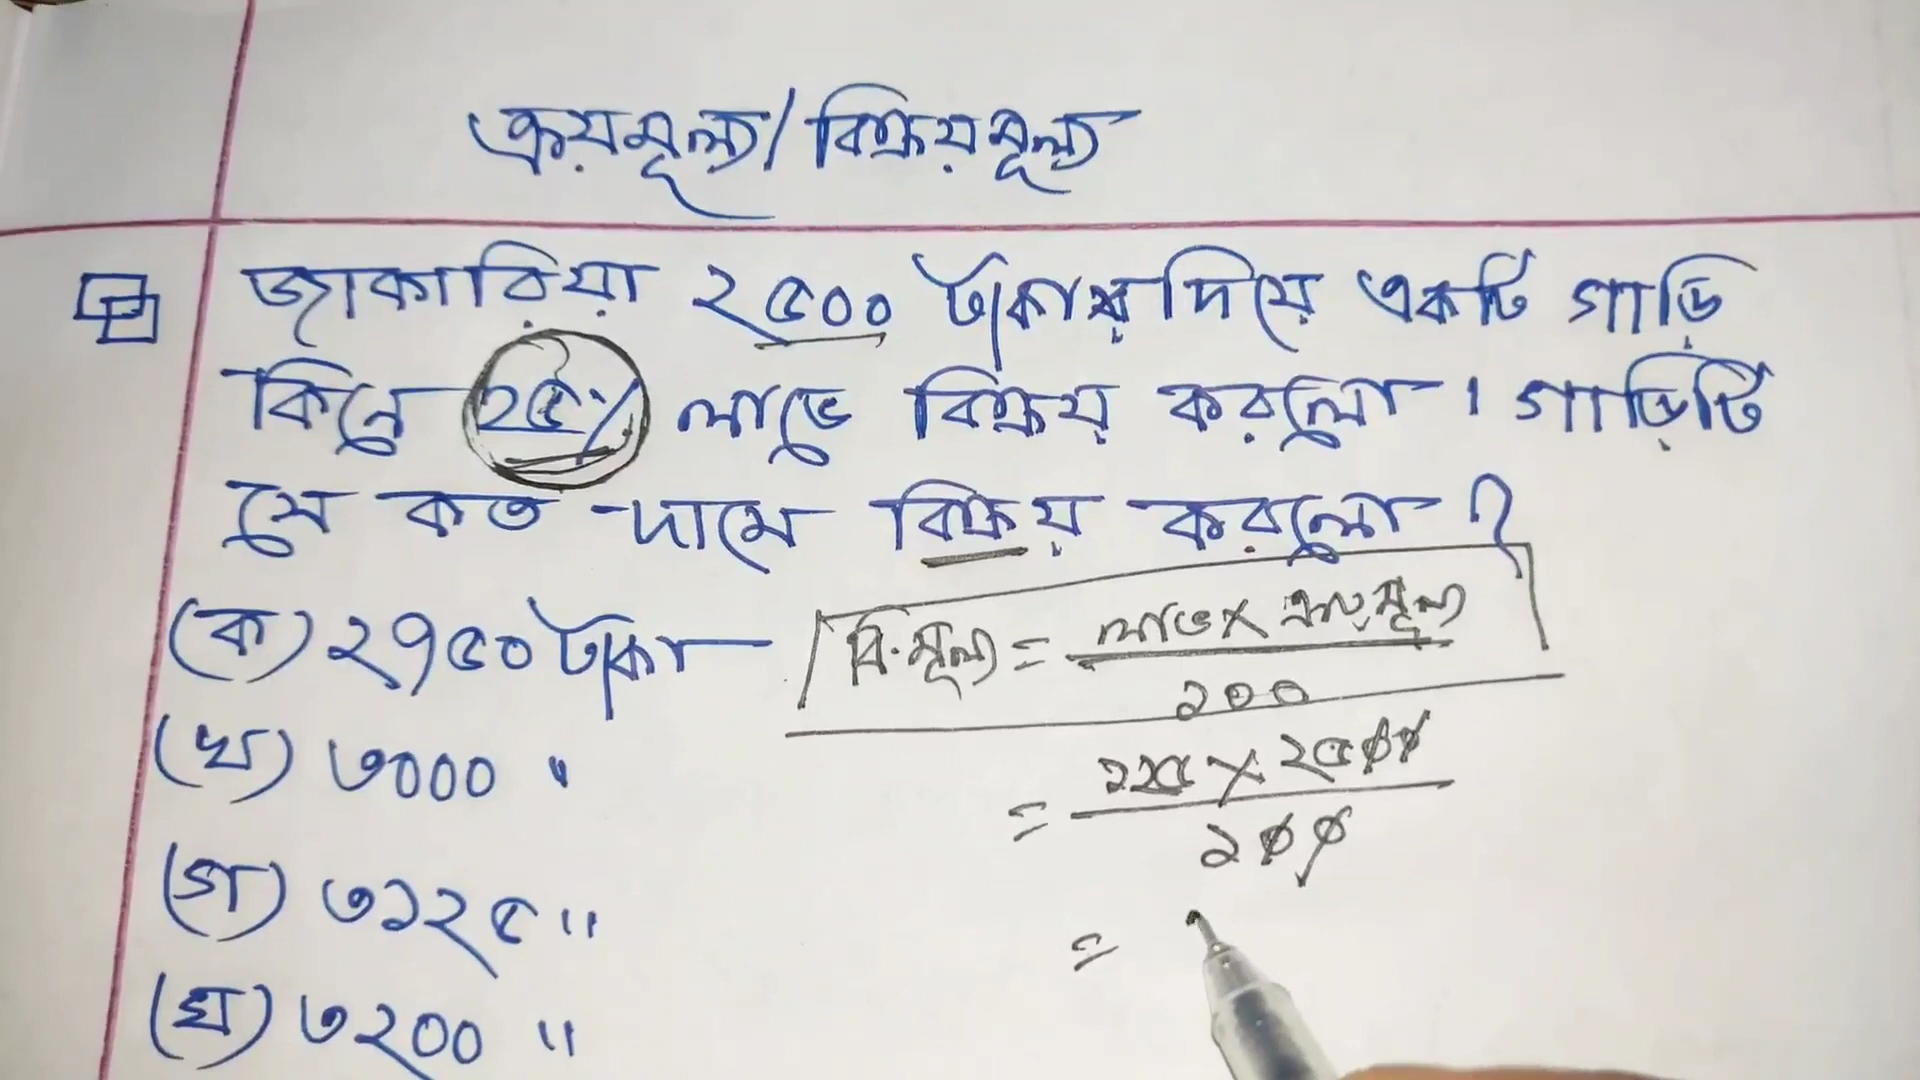 ক্রয়মূল্য/বিক্রয়মূল্য
জাকারিয়া ২৫০০ টাকা দিয়ে একটি গাড়ি
কিনে ২৫% লাভে বিক্রয় করলো। গাড়িটি
সে কত দামে বিক্রয় করলো?
(ক) ২৭৫০ টাকা
বি.মূল্য = লাভ × ক্রয়মূল্য
১০০
(খ) ৩০০০ "
= ১২৫ × ২৫০০
১০০
(গ) ৩১২৫ "
=
(ঘ) ৩২০০ "